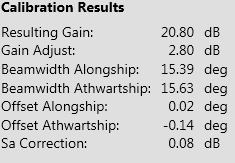 Calibration Results
Resulting Gain: 20.80 dB
Gain Adjust: 2.80 dB
Beamwidth Alongship: 15.39 deg
Beamwidth Athwartship: 15.63 deg
Offset Alongship: 0.02 deg
Offset Athwartship: -0.14 deg
Sa Correction: 0.08 dB